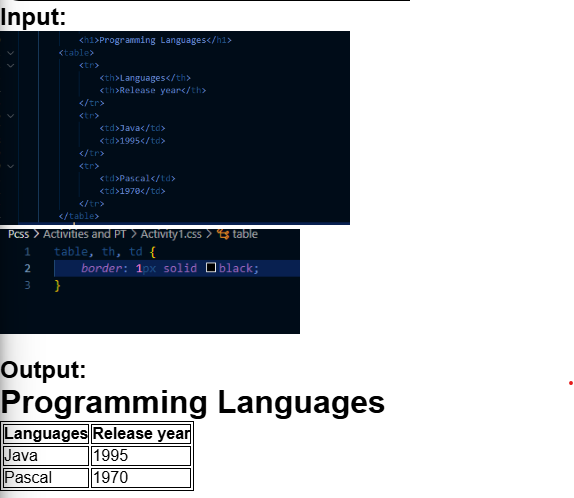 Input:
<h1>Programming Languages</h1>
<table>
<tr>
<th>Languages</th>
<th>Release year</th>
</tr>
<tr>
<td>Java</td>
<td>1995</td>
</tr>
<tr>
<td>Pascal</td>
<td>1970</td>
</tr>
</table>
Pcss > Activities and PT > Activity1.css > table
1 table, th, td {
2 border: 1px solid black;
3 }
Output:
Programming Languages
Languages Release year
Java 1995
Pascal 1970